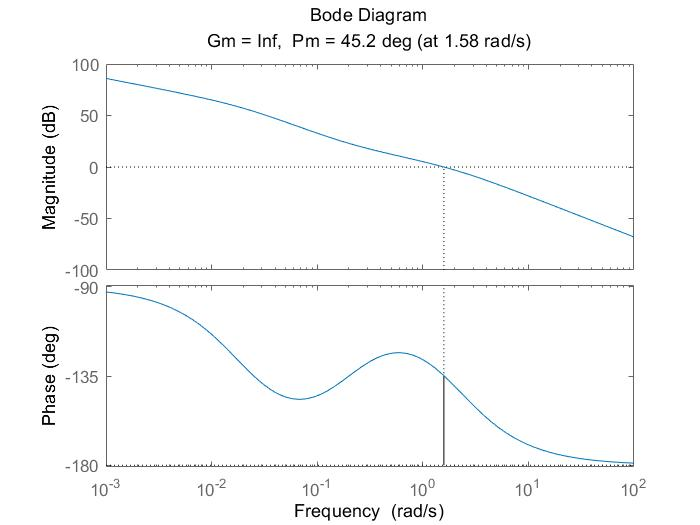 Bode Diagram
Gm = Inf,  Pm = 45.2 deg (at 1.58 rad/s)
100
50
0
-50
-100
Magnitude (dB)
-90
-135
-180
Phase (deg)
10^-3 10^-2 10^-1 10^0 10^1 10^2
Frequency  (rad/s)